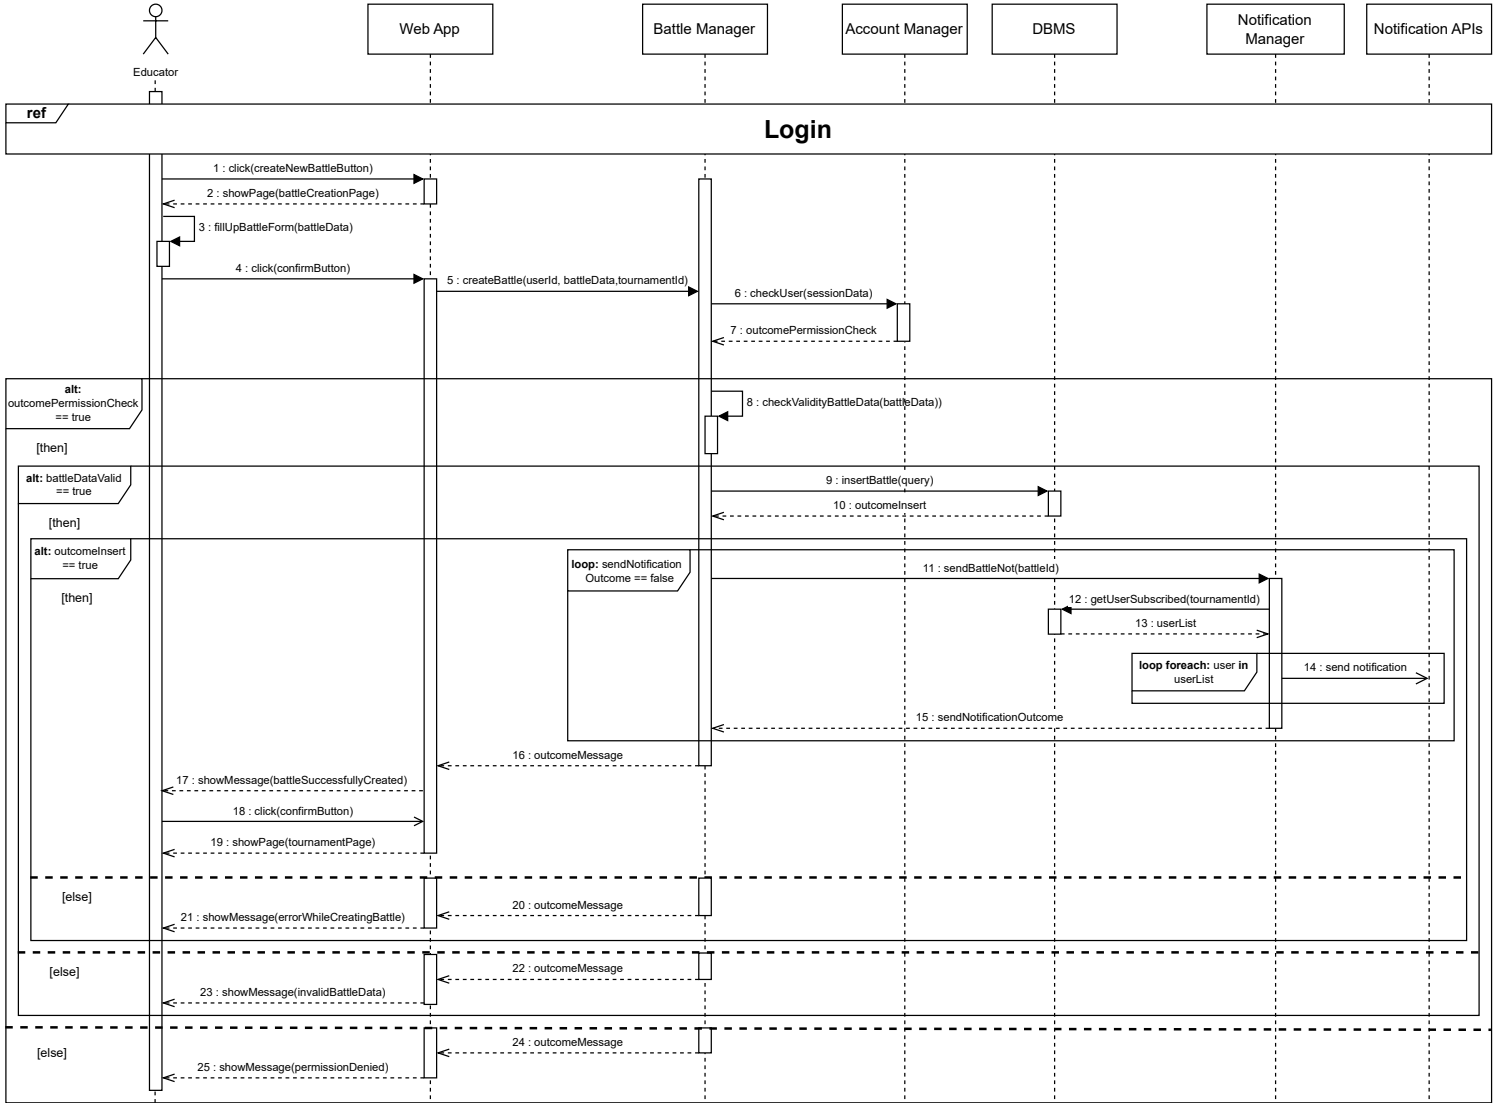 Educator
Web App
Battle Manager
Account Manager
DBMS
Notification
Manager
Notification APIs
ref
Login
1 : click(createNewBattleButton)
2 : showPage(battleCreationPage)
3 : fillUpBattleForm(battleData)
4 : click(confirmButton)
5 : createBattle(userId, battleData,tournamentId)
6 : checkUser(sessionData)
7 : outcomePermissionCheck
alt:
outcomePermissionCheck
== true
8 : checkValidityBattleData(battleData))
[then]
alt: battleDataValid
== true
9 : insertBattle(query)
10 : outcomeInsert
[then]
alt: outcomeInsert
== true
loop: sendNotification
Outcome == false
11 : sendBattleNot(battleId)
[then]
12 : getUserSubscribed(tournamentId)
13 : userList
loop foreach: user in
userList
14 : send notification
15 : sendNotificationOutcome
16 : outcomeMessage
17 : showMessage(battleSuccessfullyCreated)
18 : click(confirmButton)
19 : showPage(tournamentPage)
[else]
20 : outcomeMessage
21 : showMessage(errorWhileCreatingBattle)
[else]
22 : outcomeMessage
23 : showMessage(invalidBattleData)
[else]
24 : outcomeMessage
25 : showMessage(permissionDenied)